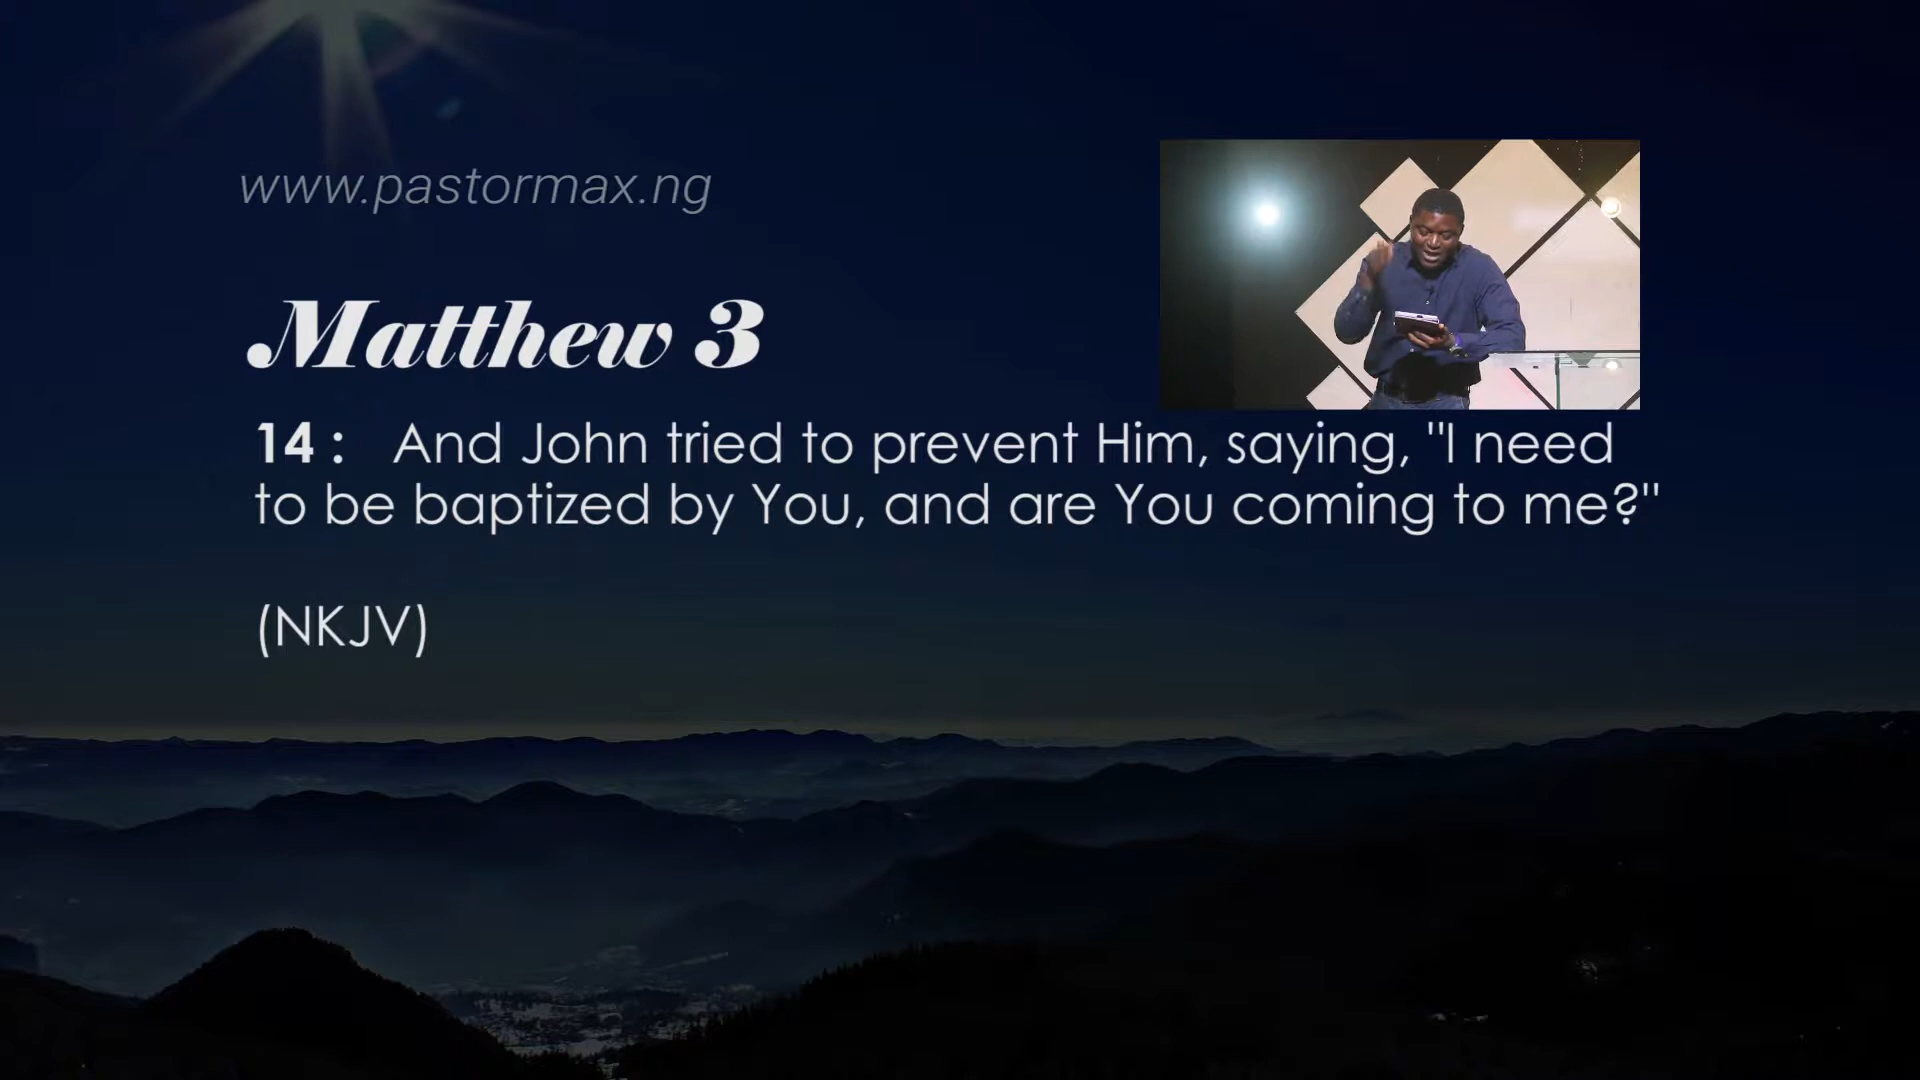 www.pastormax.ng
Matthew 3
14 : And John tried to prevent Him, saying, "I need
to be baptized by You, and are You coming to me?"
(NKJV)